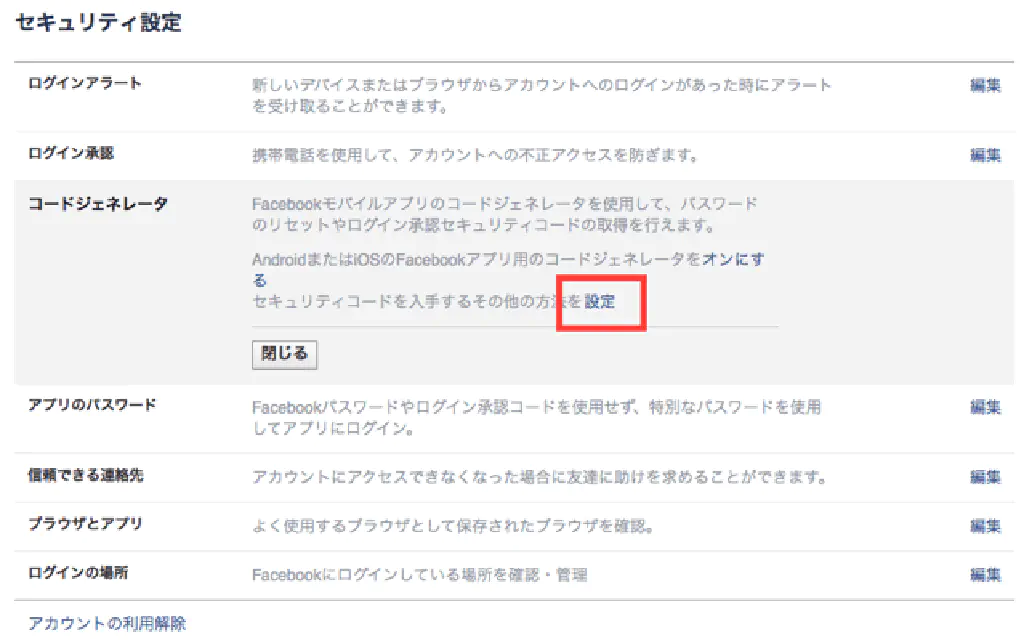 セキュリティ設定
ログインアラート 新しいデバイスまたはブラウザからアカウントへのログインがあった時にアラート 編集
を受け取ることができます。
ログイン承認 携帯電話を使用して、アカウントへの不正アクセスを防ぎます。 編集
コードジェネレータ Facebookモバイルアプリのコードジェネレータを使用して、パスワード
のリセットやログイン承認セキュリティコードの取得を行えます。
AndroidまたはiOSのFacebookアプリ用のコードジェネレータをオンにす
る
セキュリティコードを入手するその他の方法を設定
閉じる
アプリのパスワード Facebookパスワードやログイン承認コードを使用せず、特別なパスワードを使用 編集
してアプリにログイン。
信頼できる連絡先 アカウントにアクセスできなくなった場合に友達に助けを求めることができます。 編集
ブラウザとアプリ よく使用するブラウザとして保存されたブラウザを確認。 編集
ログインの場所 Facebookにログインしている場所を確認・管理 編集
アカウントの利用解除